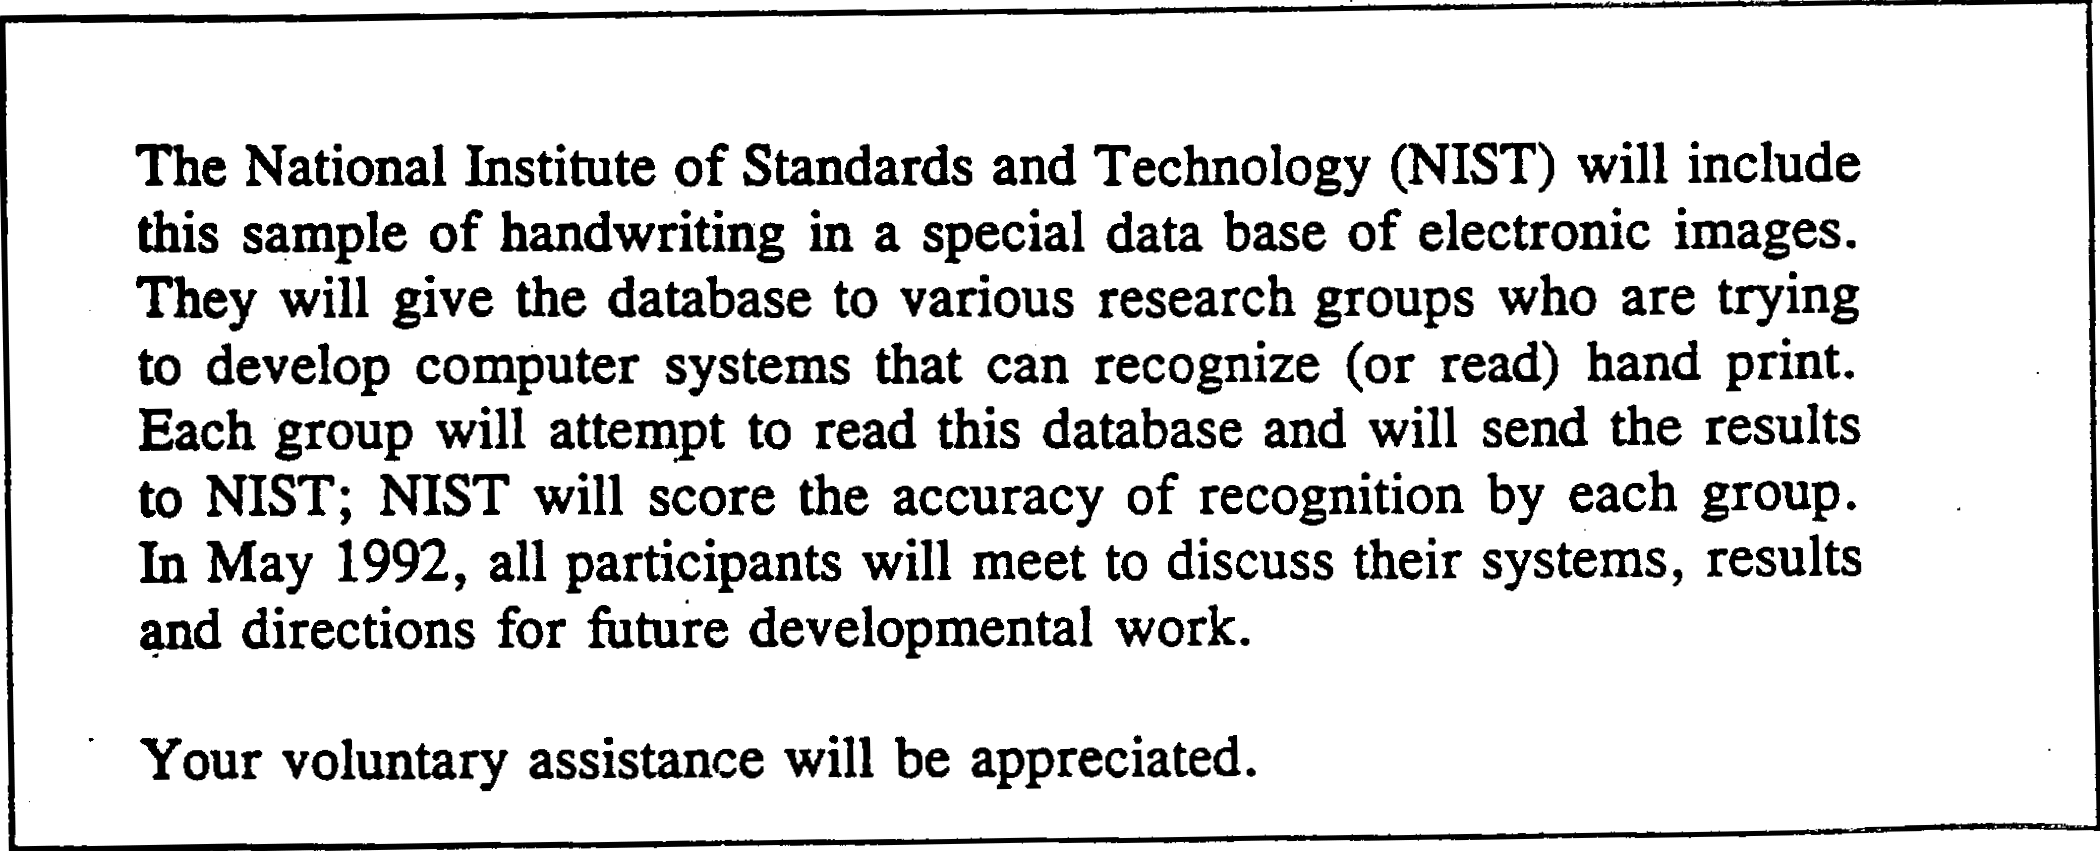 The National Institute of Standards and Technology (NIST) will include
this sample of handwriting in a special data base of electronic images.
They will give the database to various research groups who are trying
to develop computer systems that can recognize (or read) hand print.
Each group will attempt to read this database and will send the results
to NIST; NIST will score the accuracy of recognition by each group.
In May 1992, all participants will meet to discuss their systems, results
and directions for future developmental work.
Your voluntary assistance will be appreciated.